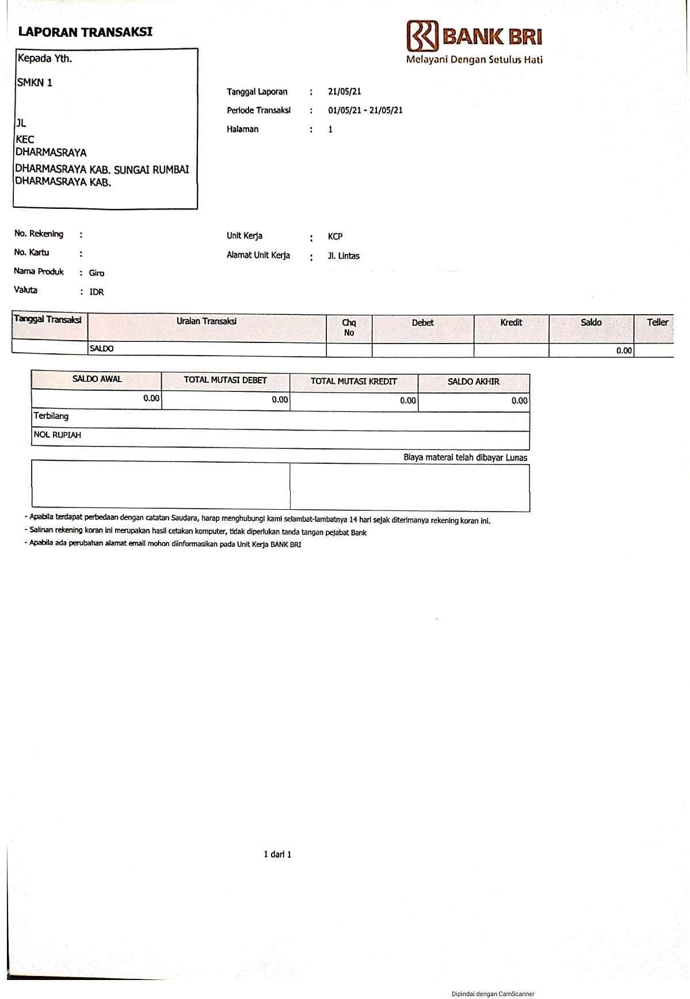 LAPORAN TRANSAKSI
BANK BRI
Melayani Dengan Setulus Hati
Kepada Yth.
SMKN 1
JL
KEC
DHARMASRAYA
DHARMASRAYA KAB. SUNGAI RUMBAI
DHARMASRAYA KAB.
Tanggal Laporan : 21/05/21
Periode Transaksi : 01/05/21 - 21/05/21
Halaman : 1
No. Rekening :
No. Kartu :
Nama Produk : Giro
Valuta : IDR
Unit Kerja : KCP
Alamat Unit Kerja : Jl. Lintas
Tanggal Transaksi Uraian Transaksi Chq No Debet Kredit Saldo Teller
SALDO 0.00
SALDO AWAL TOTAL MUTASI DEBET TOTAL MUTASI KREDIT SALDO AKHIR
0.00 0.00 0.00 0.00
Terbilang
NOL RUPIAH
Biaya materai telah dibayar Lunas
- Apabila terdapat perbedaan dengan catatan Saudara, harap menghubungi kami selambat-lambatnya 14 hari sejak diterimanya rekening koran ini.
- Salinan rekening koran ini merupakan hasil cetakan komputer, tidak diperlukan tanda tangan pejabat Bank
- Apabila ada perubahan alamat email mohon diinformasikan pada Unit Kerja BANK BRI
1 dari 1
Dipindai dengan CamScanner